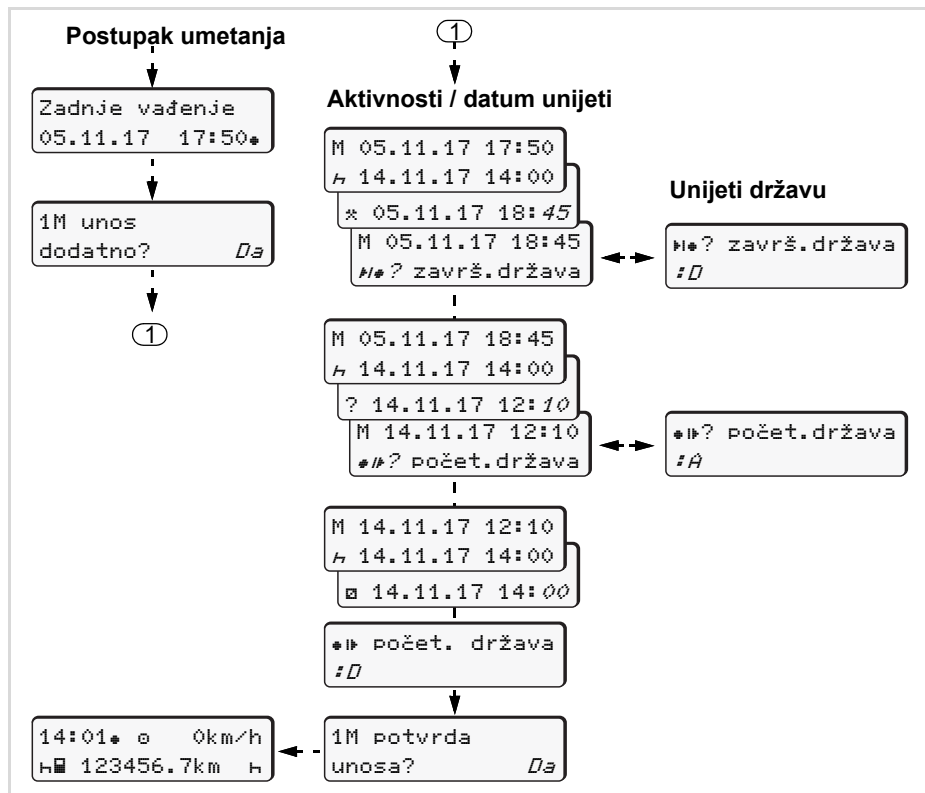 Postupak umetanja
Zadnje vađenje
05.11.17 17:50
1M unos
dodatno? Da
1
1
Aktivnosti / datum unijeti
M 05.11.17 17:50
14.11.17 14:00
05.11.17 18:45
M 05.11.17 18:45
? završ.država
Unijeti državu
? završ.država
:D
M 05.11.17 18:45
14.11.17 14:00
? 14.11.17 12:10
M 14.11.17 12:10
? počet.država
? počet.država
:A
M 14.11.17 12:10
14.11.17 14:00
14.11.17 14:00
počet. država
:D
1M potvrda
unosa? Da
14:01 0km/h
123456.7km